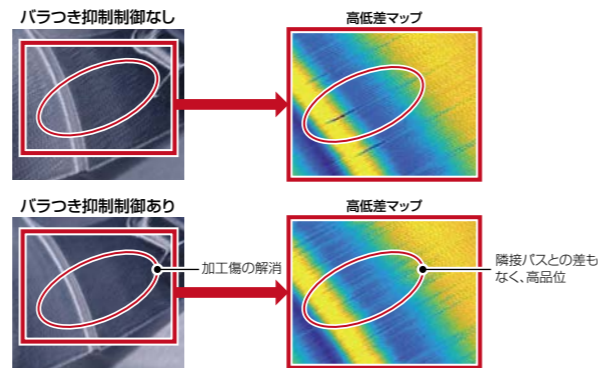 バラつき抑制制御なし
高低差マップ
バラつき抑制制御あり
高低差マップ
加工傷の解消
隣接パスとの差も
なく、高品位